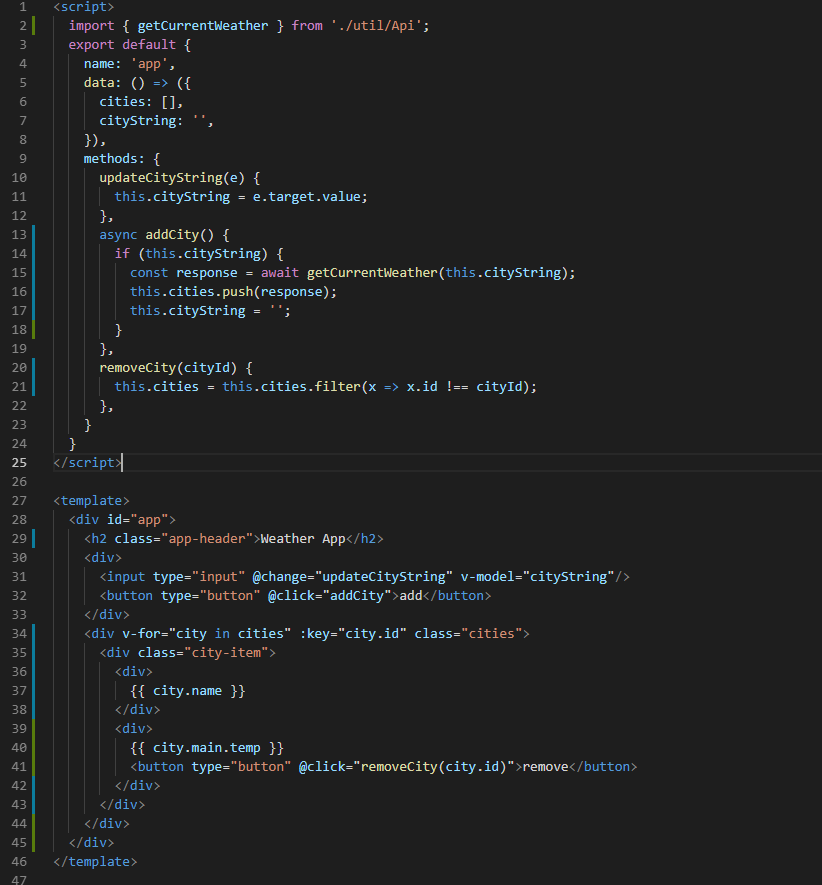 1 <script>
2 import { getCurrentWeather } from './util/Api';
3 export default {
4 name: 'app',
5 data: () => ({
6 cities: [],
7 cityString: '',
8 }),
9 methods: {
10 updateCityString(e) {
11 this.cityString = e.target.value;
12 },
13 async addCity() {
14 if (this.cityString) {
15 const response = await getCurrentWeather(this.cityString);
16 this.cities.push(response);
17 this.cityString = '';
18 }
19 },
20 removeCity(cityId) {
21 this.cities = this.cities.filter(x => x.id !== cityId);
22 },
23 }
24 }
25 </script>
26
27 <template>
28 <div id="app">
29 <h2 class="app-header">Weather App</h2>
30 <div>
31 <input type="input" @change="updateCityString" v-model="cityString"/>
32 <button type="button" @click="addCity">add</button>
33 </div>
34 <div v-for="city in cities" :key="city.id" class="cities">
35 <div class="city-item">
36 <div>
37 {{ city.name }}
38 </div>
39 <div>
40 {{ city.main.temp }}
41 <button type="button" @click="removeCity(city.id)">remove</button>
42 </div>
43 </div>
44 </div>
45 </div>
46 </template>
47